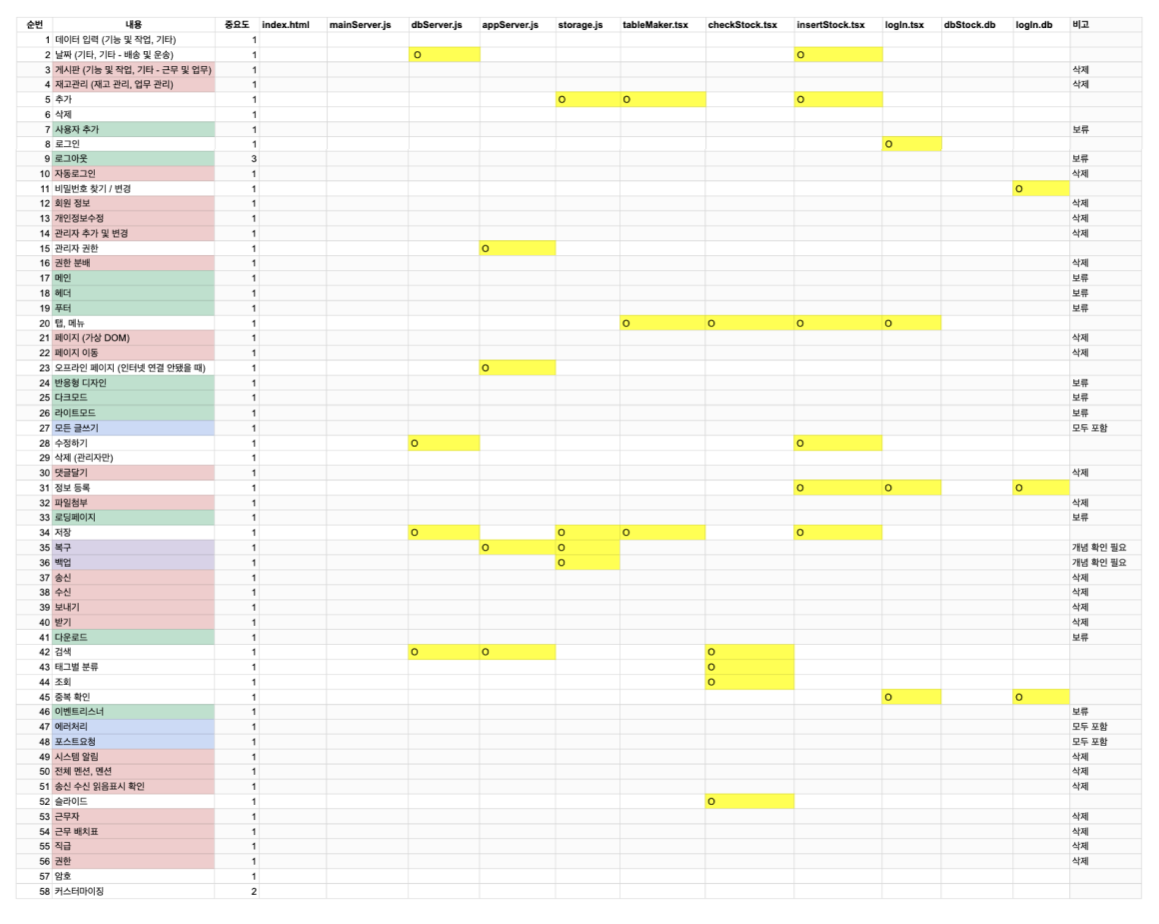 순번 내용 중요도 index.html mainServer.js dbServer.js appServer.js storage.js tableMaker.tsx checkStock.tsx insertStock.tsx logIn.tsx dbStock.db logIn.db 비고
1 데이터 입력 (기능 및 작업, 기타) 1
2 날짜 (기타, 기타 - 배송 및 운송) 1 O O
3 게시판 (기능 및 작업, 기타 - 근무 및 업무) 1 삭제
4 재고관리 (재고 관리, 업무 관리) 1 삭제
5 추가 1 O O O
6 삭제 1
7 사용자 추가 1 보류
8 로그인 1 O
9 로그아웃 3 보류
10 자동로그인 1 삭제
11 비밀번호 찾기 / 변경 1 O
12 회원 정보 1 삭제
13 개인정보수정 1 삭제
14 관리자 추가 및 변경 1 삭제
15 관리자 권한 1 O
16 권한 분배 1 삭제
17 메인 1 보류
18 헤더 1 보류
19 푸터 1 보류
20 탭, 메뉴 1 O O O O
21 페이지 (가상 DOM) 1 삭제
22 페이지 이동 1 삭제
23 오프라인 페이지 (인터넷 연결 안됐을 때) 1 O
24 반응형 디자인 1 보류
25 다크모드 1 보류
26 라이트모드 1 보류
27 모든 글쓰기 1 모두 포함
28 수정하기 1 O O
29 삭제 (관리자만) 1
30 댓글달기 1 삭제
31 정보 등록 1 O O O
32 파일첨부 1 삭제
33 로딩페이지 1 보류
34 저장 1 O O O O
35 복구 1 O O 개념 확인 필요
36 백업 1 O 개념 확인 필요
37 송신 1 삭제
38 수신 1 삭제
39 보내기 1 삭제
40 받기 1 삭제
41 다운로드 1 보류
42 검색 1 O O O
43 태그별 분류 1 O
44 조회 1 O
45 중복 확인 1 O O
46 이벤트리스너 1 보류
47 에러처리 1 모두 포함
48 포스트요청 1 모두 포함
49 시스템 알림 1 삭제
50 전체 멘션, 멘션 1 삭제
51 송신 수신 읽음표시 확인 1 삭제
52 슬라이드 1 O
53 근무자 1 삭제
54 근무 배치표 1 삭제
55 직급 1 삭제
56 권한 1 삭제
57 암호 1
58 커스터마이징 2